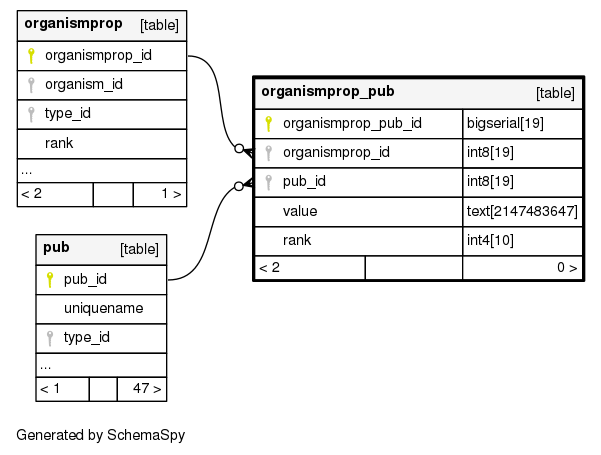 organismprop [table]
organismprop_id
organism_id
type_id
rank
...
< 2 1 >
organismprop_pub [table]
organismprop_pub_id bigserial[19]
organismprop_id int8[19]
pub_id int8[19]
value text[2147483647]
rank int4[10]
< 2 0 >
pub [table]
pub_id
uniquename
type_id
...
< 1 47 >
Generated by SchemaSpy